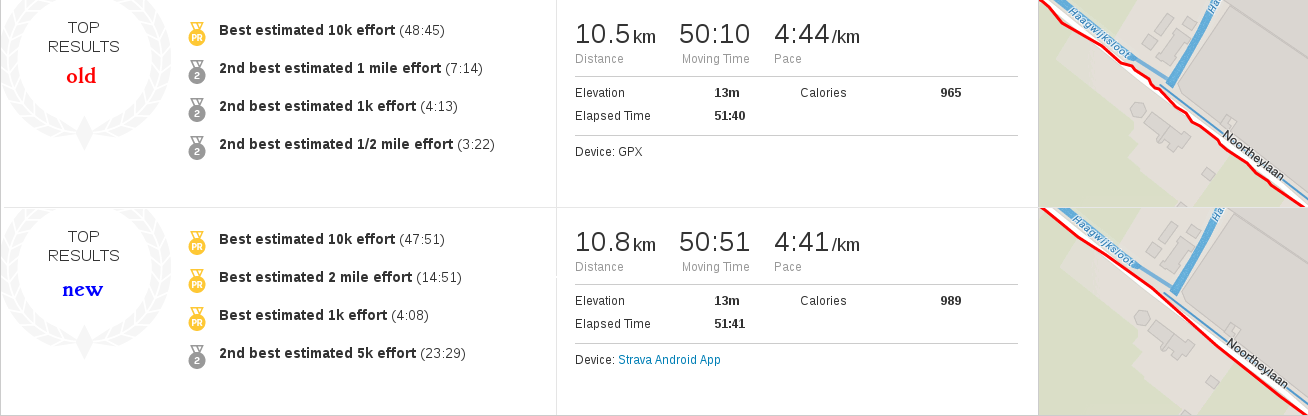 TOP
RESULTS
old
PR
Best estimated 10k effort (48:45)
2
2nd best estimated 1 mile effort (7:14)
2
2nd best estimated 1k effort (4:13)
2
2nd best estimated 1/2 mile effort (3:22)
10.5 km 50:10 4:44/km
Distance Moving Time Pace
Elevation 13m Calories 965
Elapsed Time 51:40
Device: GPX
Haagwijksloot
Ha
Noortheylaan
TOP
RESULTS
new
PR
Best estimated 10k effort (47:51)
PR
Best estimated 2 mile effort (14:51)
PR
Best estimated 1k effort (4:08)
2
2nd best estimated 5k effort (23:29)
10.8 km 50:51 4:41/km
Distance Moving Time Pace
Elevation 13m Calories 989
Elapsed Time 51:41
Device: Strava Android App
Haagwijksloot
Ha
Noortheylaan